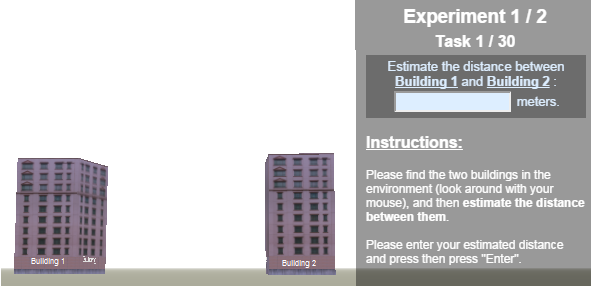 Experiment 1 / 2
Task 1 / 30
Estimate the distance between
Building 1 and Building 2 :
meters.
Instructions:
Please find the two buildings in the
environment (look around with your
mouse), and then estimate the distance
between them.
Please enter your estimated distance
and press then press "Enter".
Building 1
Building 2